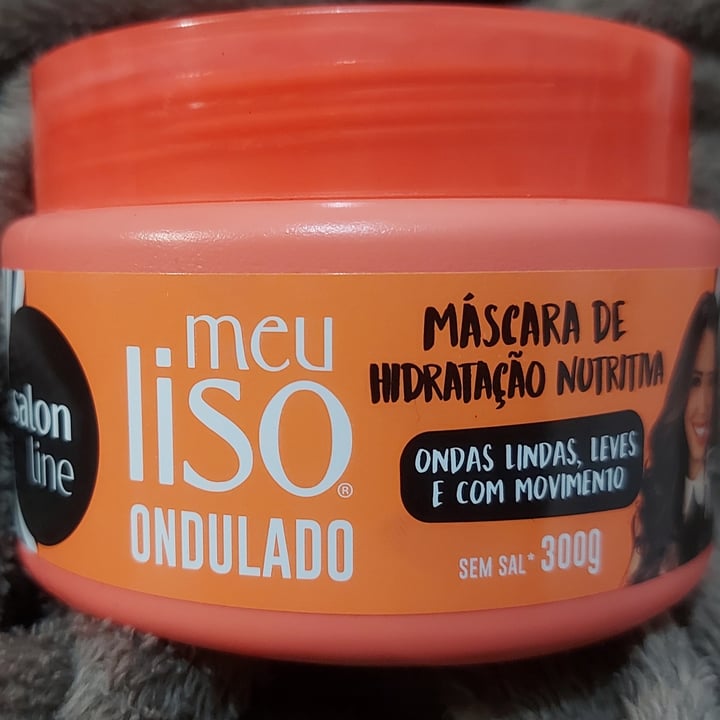 salon
line
meu
liso®
ONDULADO
MÁSCARA DE
HIDRATAÇÃO NUTRITIVA
ONDAS LINDAS, LEVES
E COM MOVIMENTO
SEM SAL* 300g